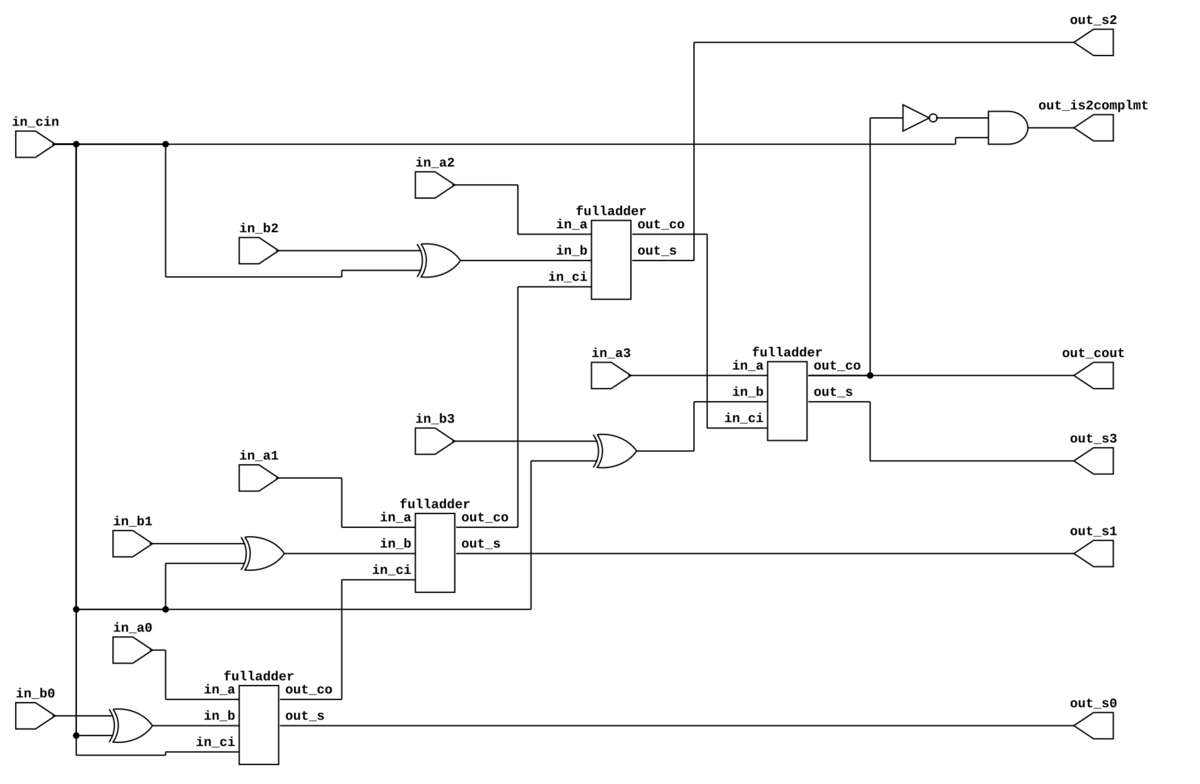 out_s2
out_is2complmt
in_cin
in_a2
fulladder
in_b2
in_a
out_co
in_b
out_s
in_ci
in_a3
fulladder
out_cout
in_a
out_co
in_b
out_s
in_b3
in_ci
out_s3
in_a1
fulladder
in_b1
in_a
out_co
in_b
out_s
out_s1
in_ci
in_a0
fulladder
in_b0
in_a
out_co
in_b
out_s
out_s0
in_ci